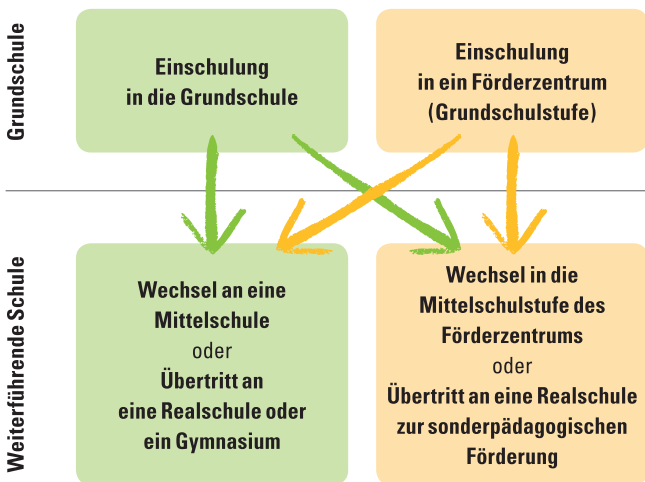 Grundschule
Einschulung
in die Grundschule
Einschulung
in ein Förderzentrum
(Grundschulstufe)
Weiterführende Schule
Wechsel an eine
Mittelschule
oder
Übertritt an
eine Realschule oder
ein Gymnasium
Wechsel in die
Mittelschulstufe des
Förderzentrums
oder
Übertritt an eine Realschule
zur sonderpädagogischen
Förderung